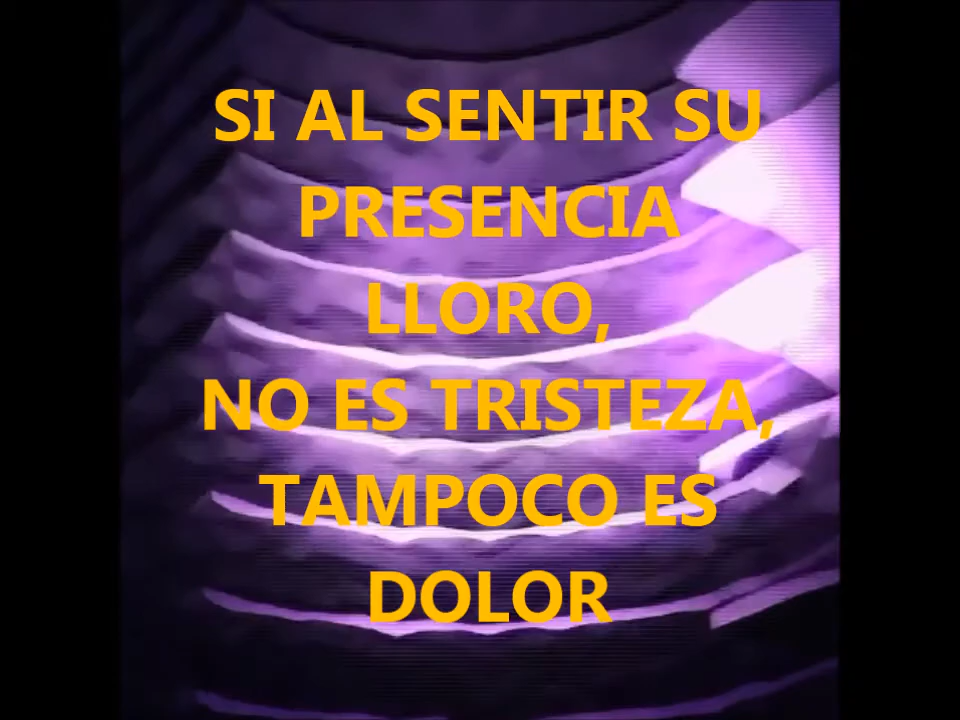 SI AL SENTIR SU
PRESENCIA
LLORO,
NO ES TRISTEZA,
TAMPOCO ES
DOLOR